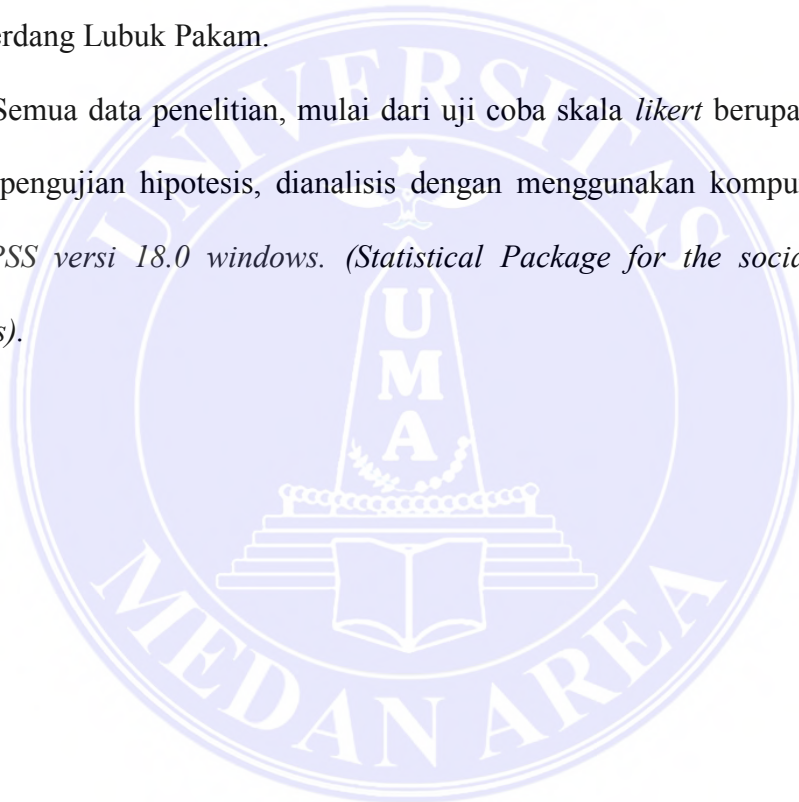 erdang Lubuk Pakam.
Semua data penelitian, mulai dari uji coba skala likert berupa
pengujian hipotesis, dianalisis dengan menggunakan kompu
PSS versi 18.0 windows. (Statistical Package for the socia
s).
UNIVERSITAS
U
M
A
MEDAN AREA